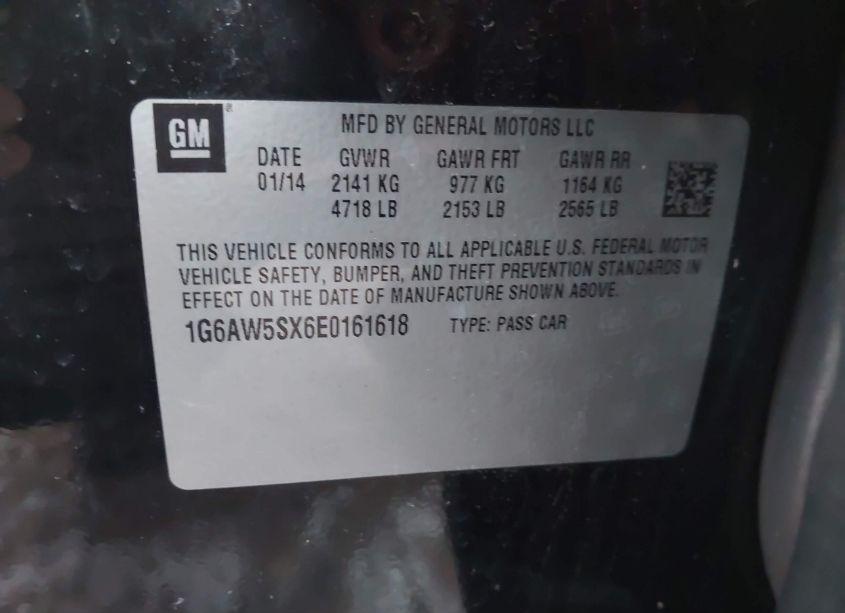 GM® MFD BY GENERAL MOTORS LLC
DATE GVWR GAWR FRT GAWR RR
01/14 2141 KG 977 KG 1164 KG
4718 LB 2153 LB 2565 LB
THIS VEHICLE CONFORMS TO ALL APPLICABLE U.S. FEDERAL MOTOR
VEHICLE SAFETY, BUMPER, AND THEFT PREVENTION STANDARDS IN
EFFECT ON THE DATE OF MANUFACTURE SHOWN ABOVE.
1G6AW5SX6E0161618 TYPE: PASS CAR